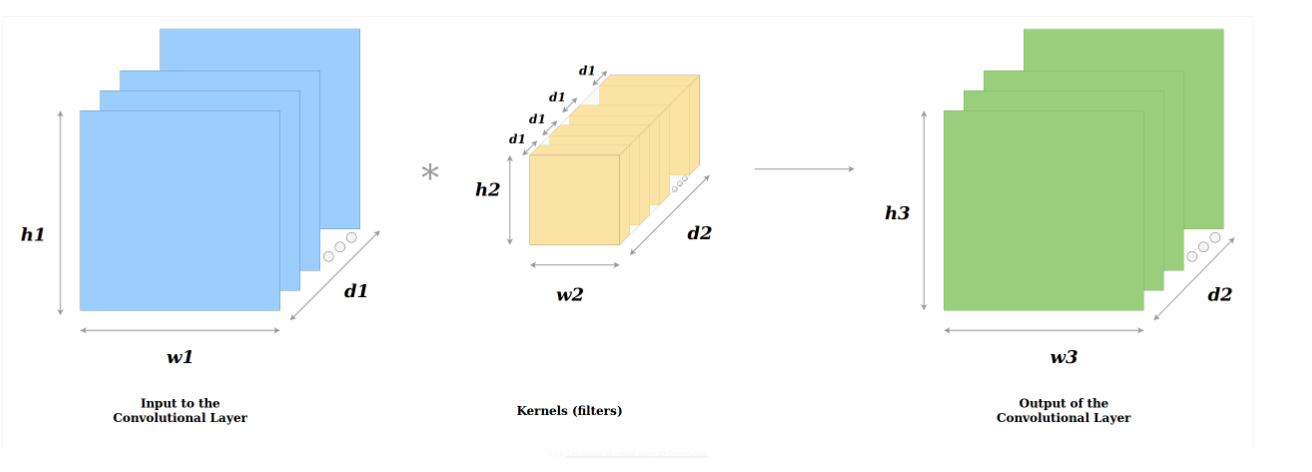 h1
w1
d1
Input to the
Convolutional Layer
*
d1
d1
d1
d1
h2
w2
d2
Kernels (filters)
h3
w3
d2
Output of the
Convolutional Layer